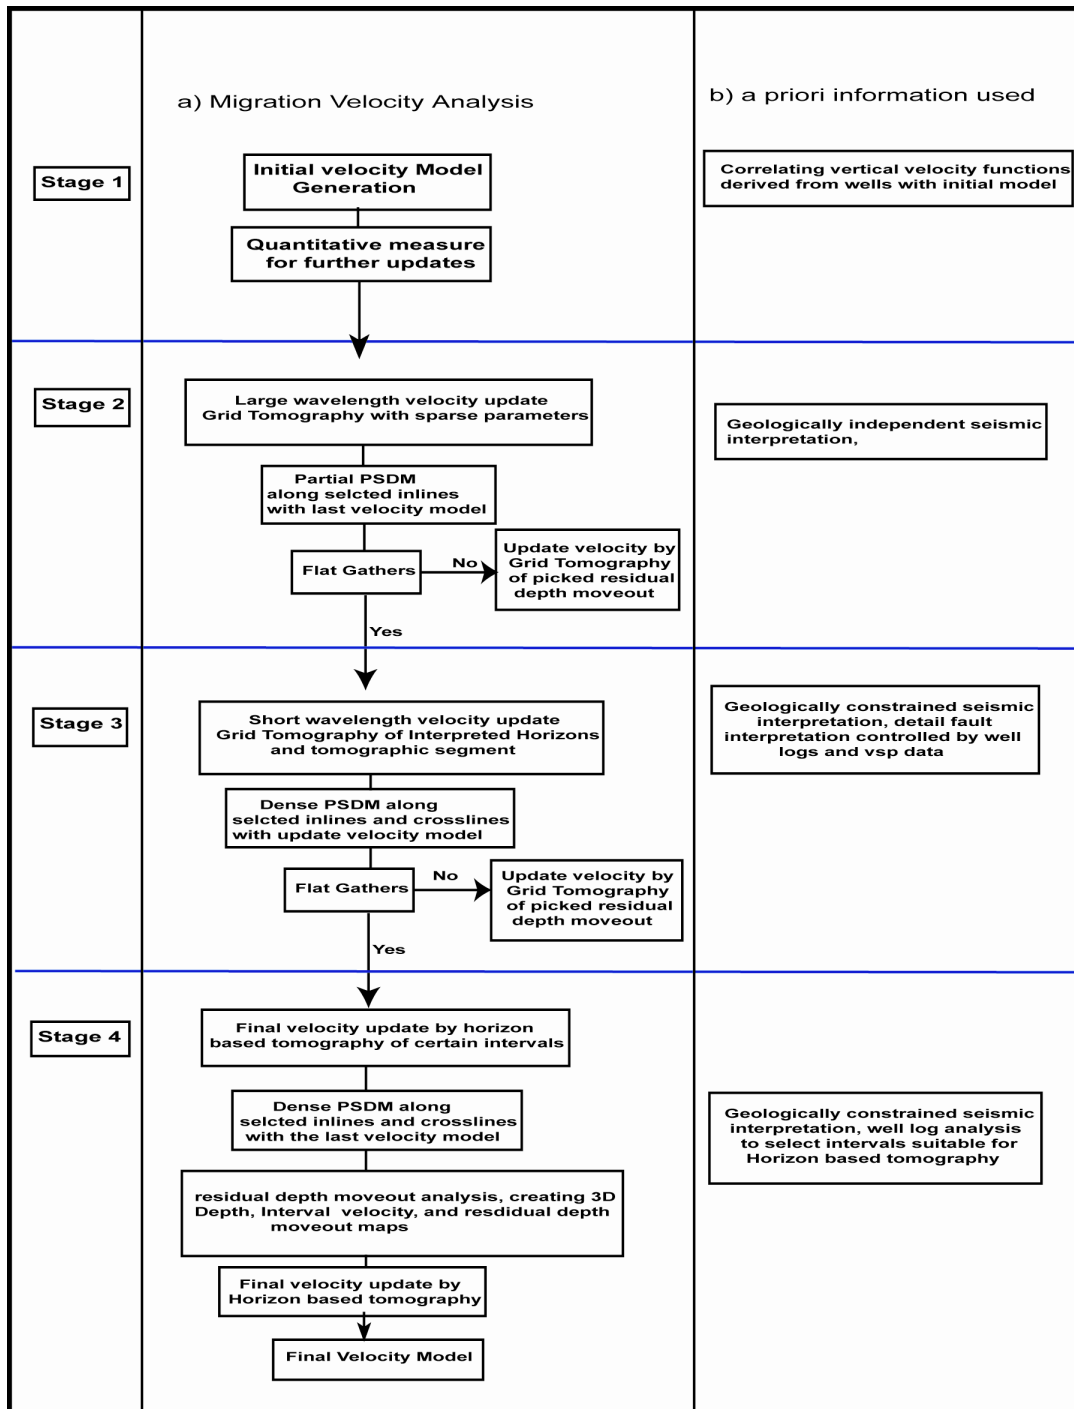 a) Migration Velocity Analysis
b) a priori information used
Stage 1
Initial velocity Model
Generation
Quantitative measure
for further updates
Correlating vertical velocity functions
derived from wells with initial model
Stage 2
Large wavelength velocity update
Grid Tomography with sparse parameters
Partial PSDM
along selcted inlines
with last velocity model
Flat Gathers
No
Update velocity by
Grid Tomography
of picked residual
depth moveout
Yes
Geologically independent seismic
interpretation,
Stage 3
Short wavelength velocity update
Grid Tomography of Interpreted Horizons
and tomographic segment
Dense PSDM along
selcted inlines and crosslines
with update velocity model
Flat Gathers
No
Update velocity by
Grid Tomography
of picked residual
depth moveout
Yes
Geologically constrained seismic
interpretation, detail fault
interpretation controlled by well
logs and vsp data
Stage 4
Final velocity update by horizon
based tomography of certain intervals
Dense PSDM along
selcted inlines and crosslines
with the last velocity model
residual depth moveout analysis, creating 3D
Depth, Interval velocity, and resdidual depth
moveout maps
Final velocity update by
Horizon based tomography
Final Velocity Model
Geologically constrained seismic
interpretation, well log analysis
to select intervals suitable for
Horizon based tomography